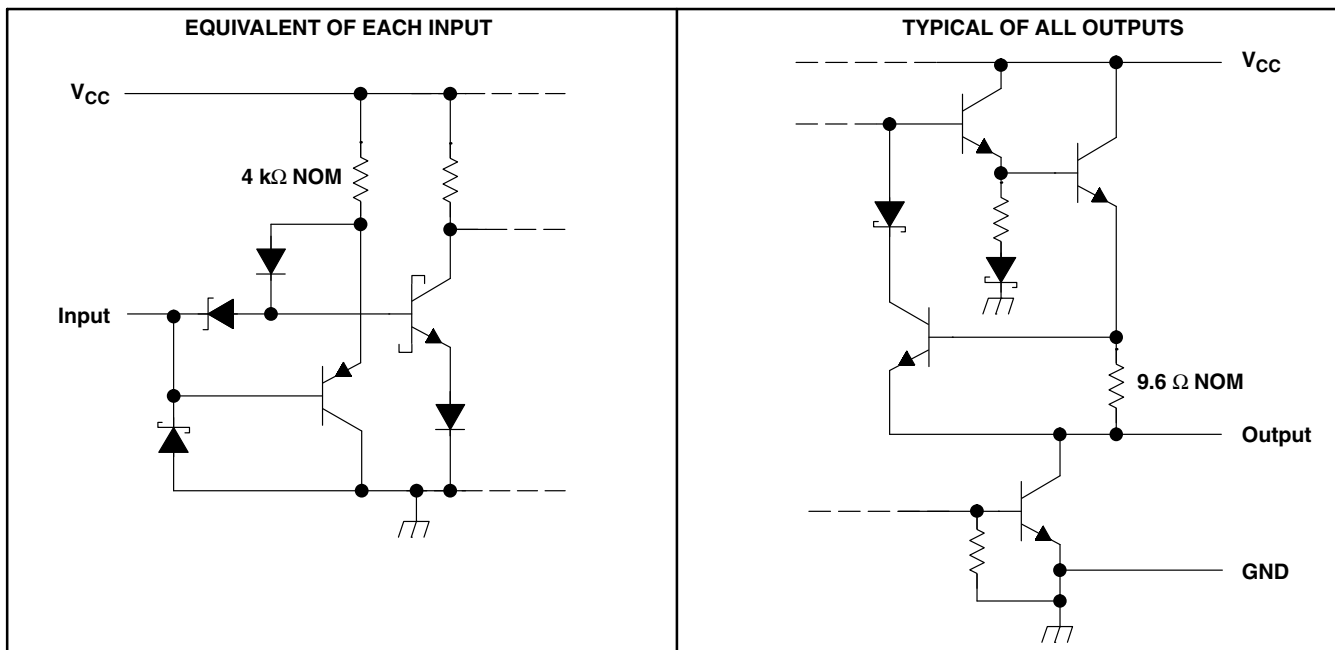 EQUIVALENT OF EACH INPUT
VCC
4 kΩ NOM
Input
TYPICAL OF ALL OUTPUTS
VCC
9.6 Ω NOM
Output
GND